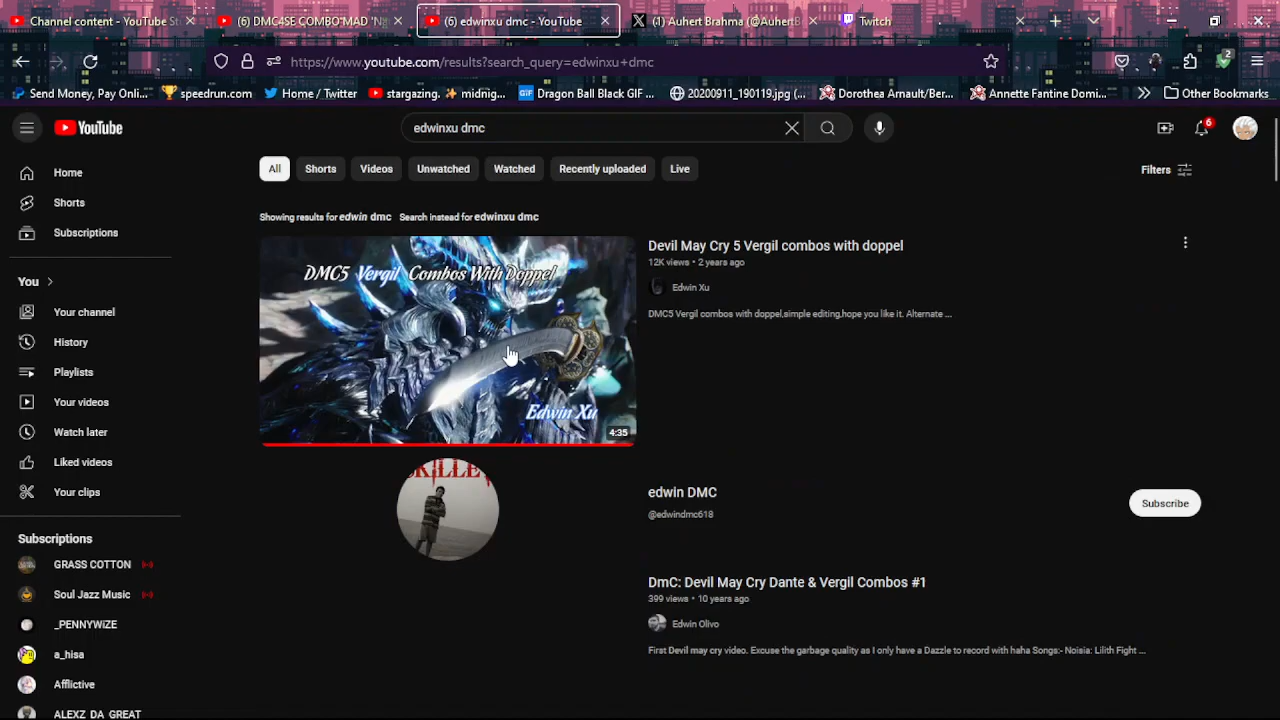 Channel content - YouTube St
(6) DMC4SE COMBO MAD 'N
(6) edwinxu dmc - YouTube
(1) Auhert Brahma (@AuhertB
Twitch
https://www.youtube.com/results?search_query=edwinxu+dmc
2
Send Money, Pay Onli...
speedrun.com
Home / Twitter
stargazing. ✨ midnig...
GIF
Dragon Ball Black GIF ...
20200911_190119.jpg (...
Dorothea Arnault/Ber...
Annette Fantine Domi...
Other Bookmarks
YouTube
edwinxu dmc
6
All
Shorts
Videos
Unwatched
Watched
Recently uploaded
Live
Filters
Home
Shorts
Subscriptions
You
Your channel
History
Playlists
Your videos
Watch later
Liked videos
Your clips
Subscriptions
GRASS COTTON
Soul Jazz Music
_PENNYWiZE
a_hisa
Afflictive
ALEXZ DA GREAT
Showing results for edwin dmc Search instead for edwinxu dmc
DMC5 Vergil Combos With Doppel
Edwin Xu
4:35
Devil May Cry 5 Vergil combos with doppel
12K views • 2 years ago
Edwin Xu
DMC5 Vergil combos with doppel,simple editing,hope you like it. Alternate ...
edwin DMC
@edwindmc618
Subscribe
DmC: Devil May Cry Dante & Vergil Combos #1
399 views • 10 years ago
Edwin Olivo
First Devil may cry video. Excuse the garbage quality as I only have a Dazzle to record with haha Songs:- Noisia: Lilith Fight ...